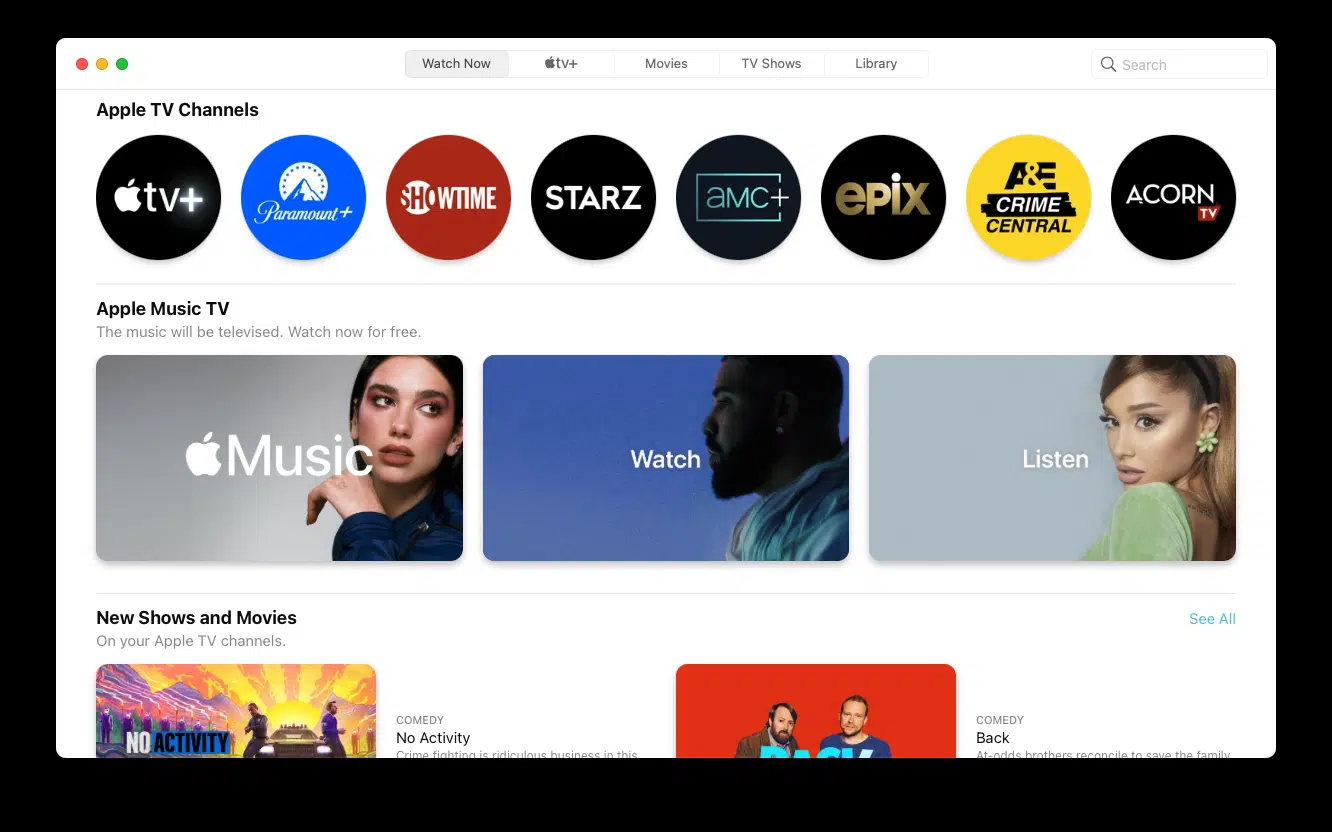 Watch Now
tv+
Movies
TV Shows
Library
Search
Apple TV Channels
tv+
Paramount+
SHOWTIME
STARZ
aMC+
epix
A&E
CRIME
CENTRAL
ACORN
TV
Apple Music TV
The music will be televised. Watch now for free.
Music
Watch
Listen
New Shows and Movies
See All
On your Apple TV channels.
NO ACTIVITY
COMEDY
No Activity
Crime fighting is ridiculous business in this
BACK
COMEDY
Back
At-odds brothers reconcile to save the family